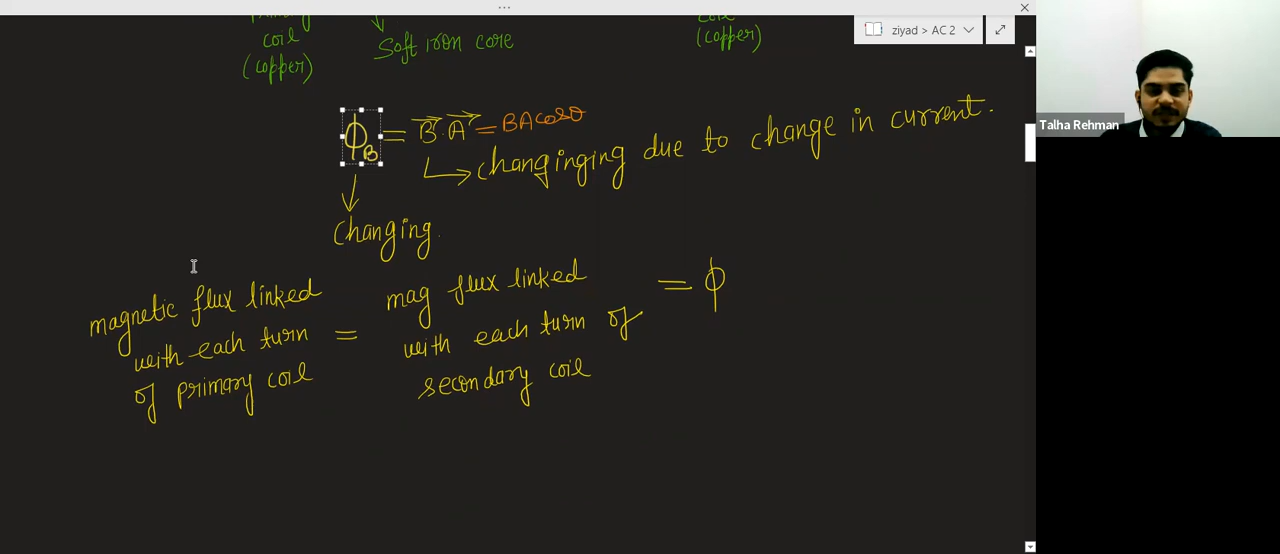 coil
(copper)
Soft iron core
(copper)
ziyad > AC 2
Talha Rehman
ϕB = B⃗.A⃗ = BAcosθ
↳ changinging due to change in current.
Changing.
magnetic flux linked
with each turn
of primary coil
=
mag flux linked
with each turn of
secondary coil
= ϕ